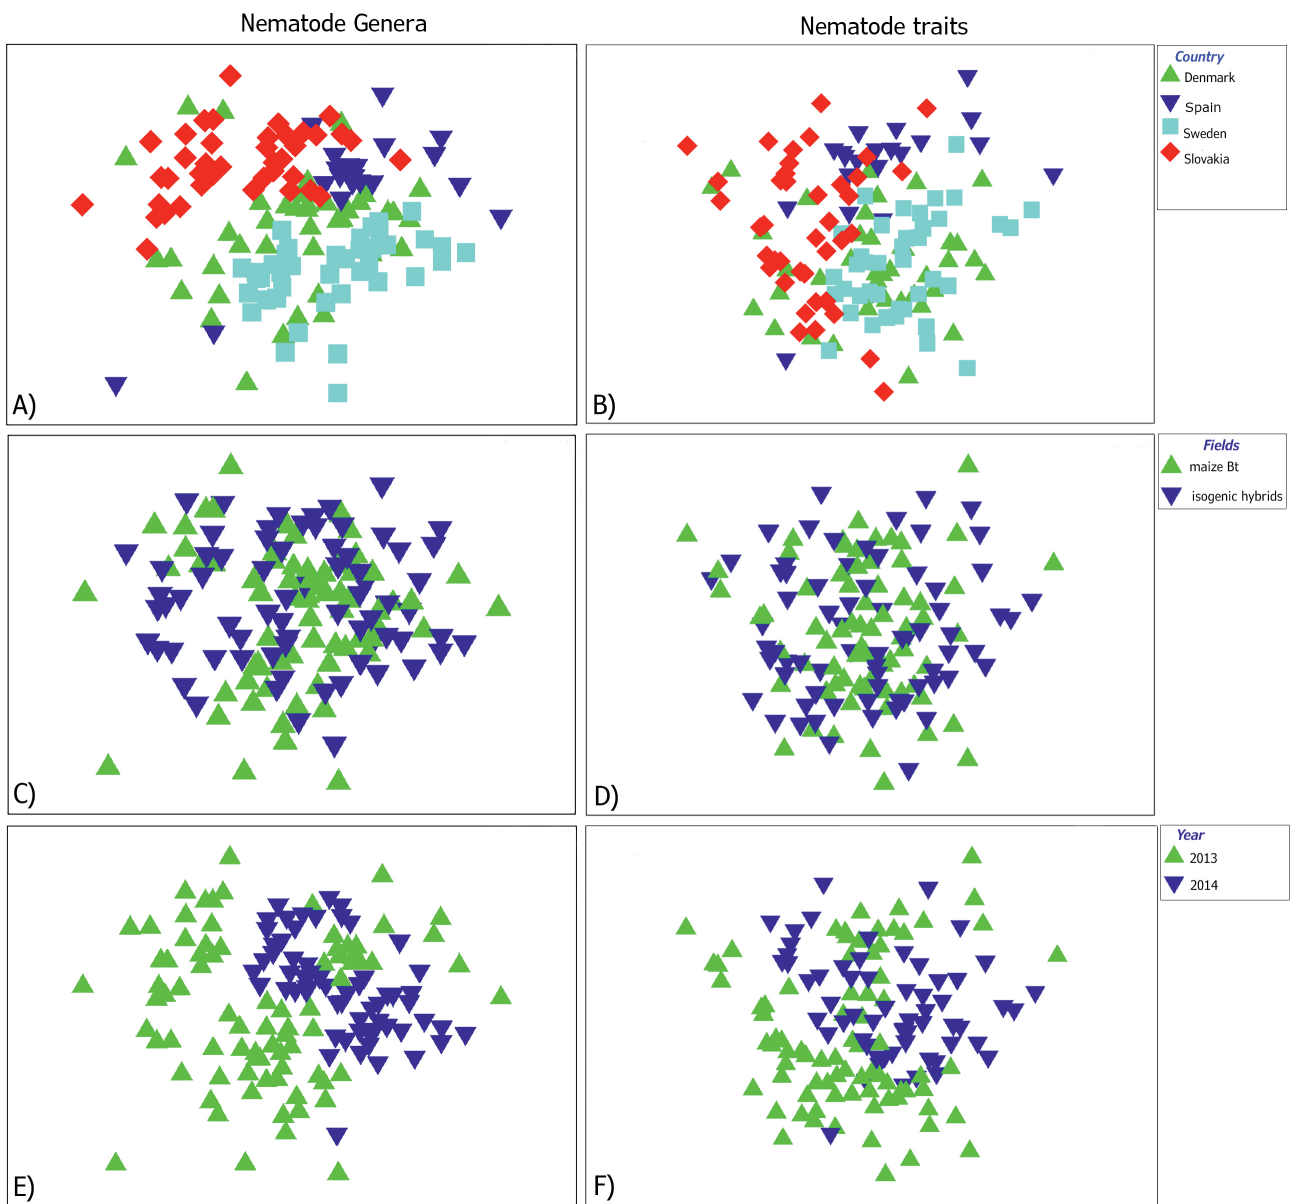 Nematode Genera
Nematode traits
Country
Denmark
Spain
Sweden
Slovakia
A)
B)
Fields
maize Bt
isogenic hybrids
C)
D)
Year
2013
2014
E)
F)